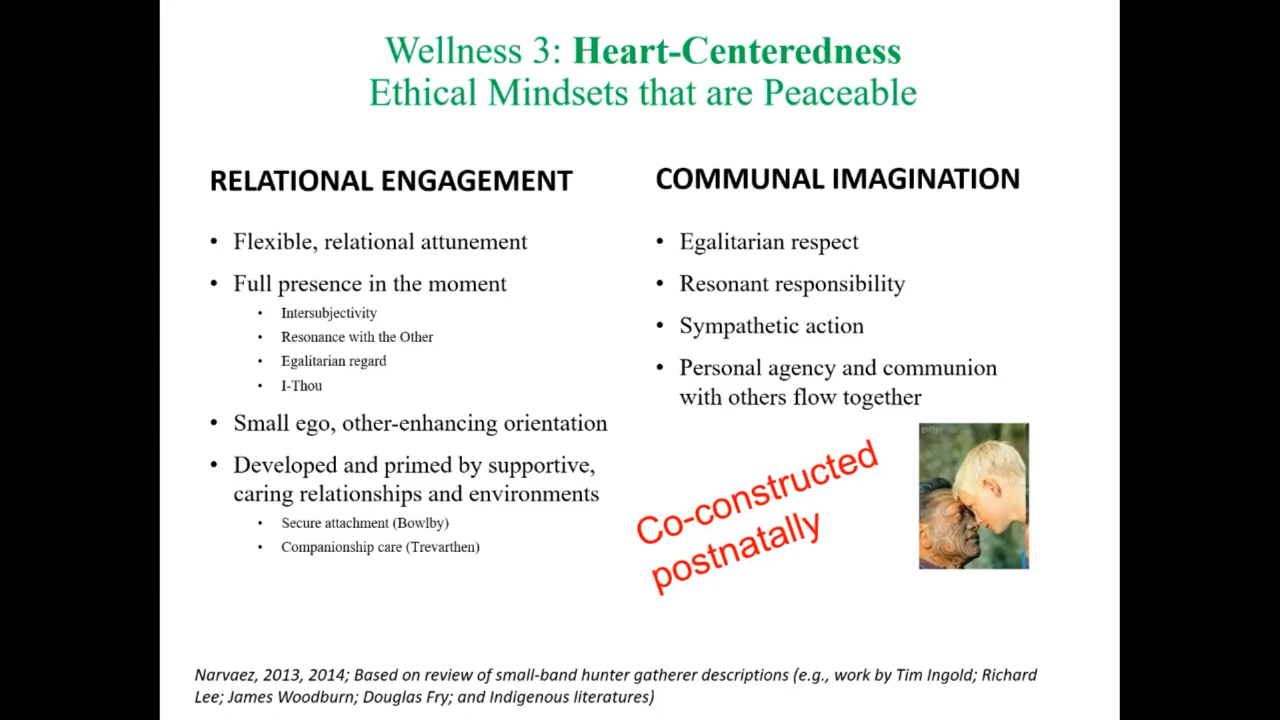 Wellness 3: Heart-Centeredness
Ethical Mindsets that are Peaceable
RELATIONAL ENGAGEMENT
• Flexible, relational attunement
• Full presence in the moment
• Intersubjectivity
• Resonance with the Other
• Egalitarian regard
• I-Thou
• Small ego, other-enhancing orientation
• Developed and primed by supportive,
caring relationships and environments
• Secure attachment (Bowlby)
• Companionship care (Trevarthen)
COMMUNAL IMAGINATION
• Egalitarian respect
• Resonant responsibility
• Sympathetic action
• Personal agency and communion
with others flow together
Co-constructed
postnatally
Narvaez, 2013, 2014; Based on review of small-band hunter gatherer descriptions (e.g., work by Tim Ingold; Richard
Lee; James Woodburn; Douglas Fry; and Indigenous literatures)